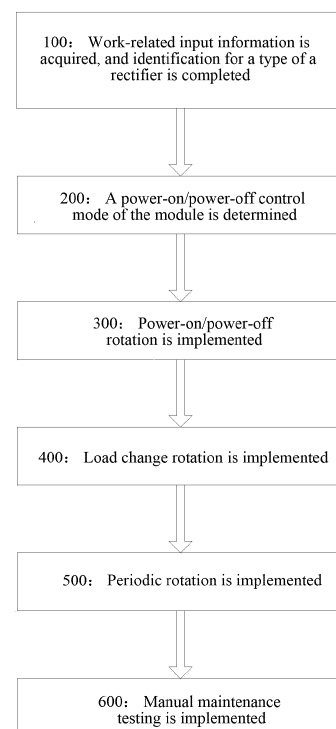 100： Work-related input information is
acquired, and identification for a type of a
rectifier is completed
200： A power-on/power-off control
mode of the module is determined
300： Power-on/power-off
rotation is implemented
400： Load change rotation is implemented
500： Periodic rotation is implemented
600： Manual maintenance
testing is implemented